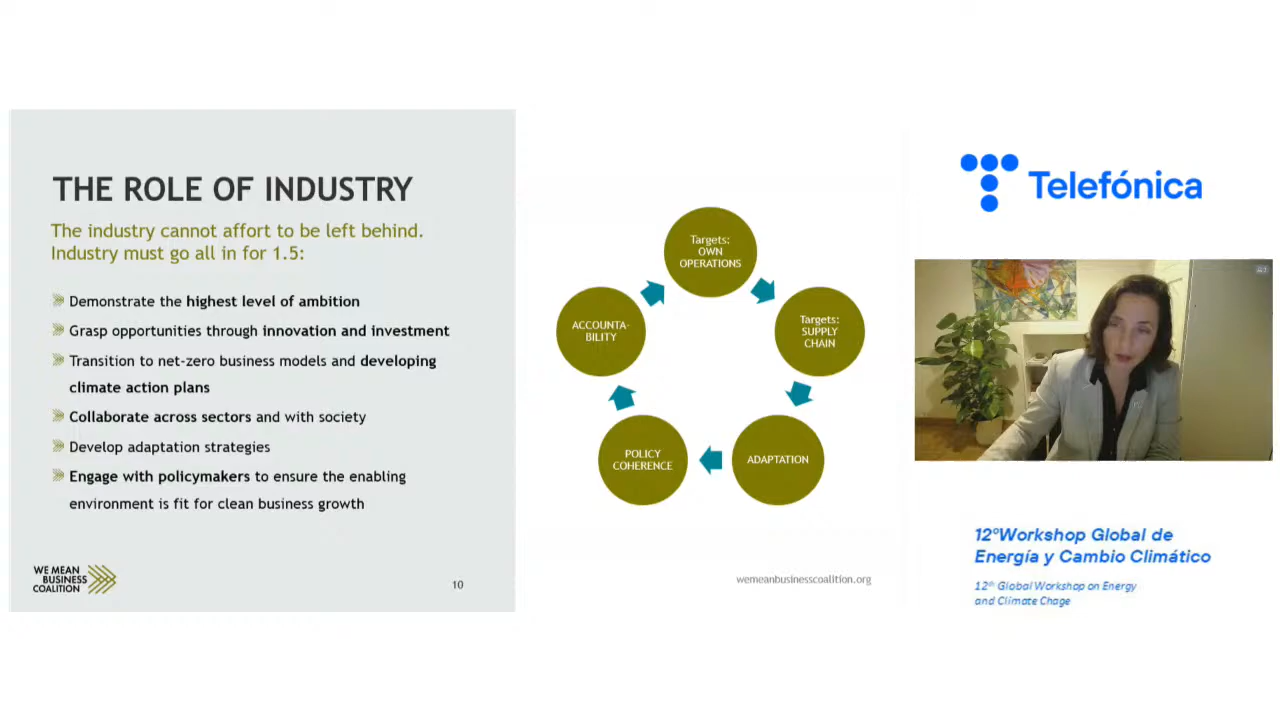 THE ROLE OF INDUSTRY
The industry cannot affort to be left behind.
Industry must go all in for 1.5:
Demonstrate the highest level of ambition
Grasp opportunities through innovation and investment
Transition to net-zero business models and developing
climate action plans
Collaborate across sectors and with society
Develop adaptation strategies
Engage with policymakers to ensure the enabling
environment is fit for clean business growth
WE MEAN
BUSINESS
COALITION
10
Targets:
OWN
OPERATIONS
Targets:
SUPPLY
CHAIN
ADAPTATION
POLICY
COHERENCE
ACCOUNTA-
BILITY
wemeanbusinesscoalition.org
Telefónica
12ºWorkshop Global de
Energía y Cambio Climático
12th Global Workshop on Energy
and Climate Chage